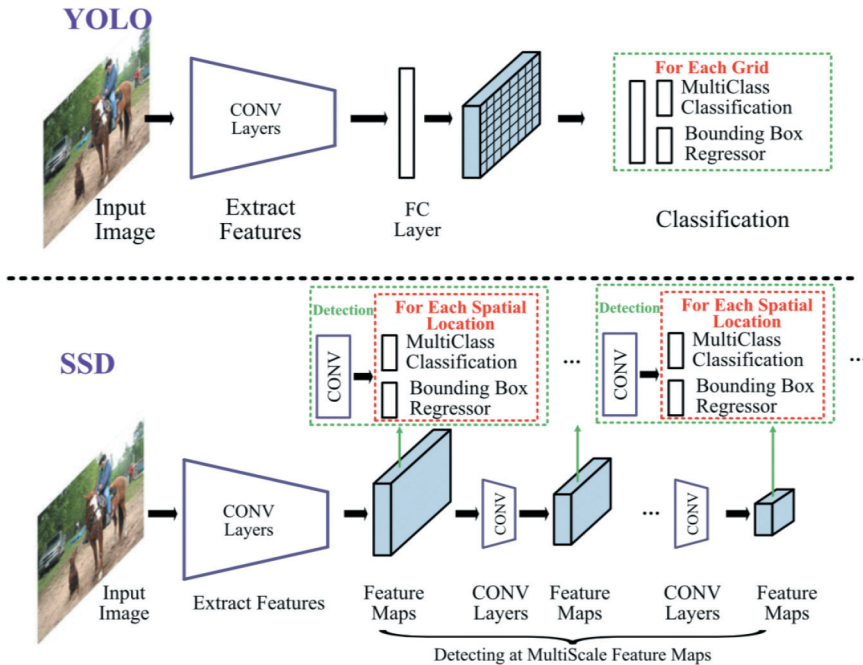 YOLO
CONV
Layers
Input
Image
Extract
Features
FC
Layer
For Each Grid
MultiClass
Classification
Bounding Box
Regressor
Classification
SSD
Detection
For Each Spatial
Location
CONV
MultiClass
Classification
Bounding Box
Regressor
...
Detection
For Each Spatial
Location
CONV
MultiClass
Classification
Bounding Box
Regressor
...
CONV
Layers
CONV
...
CONV
Input
Image
Extract Features
Feature
Maps
CONV
Layers
Feature
Maps
CONV
Layers
Feature
Maps
Detecting at MultiScale Feature Maps